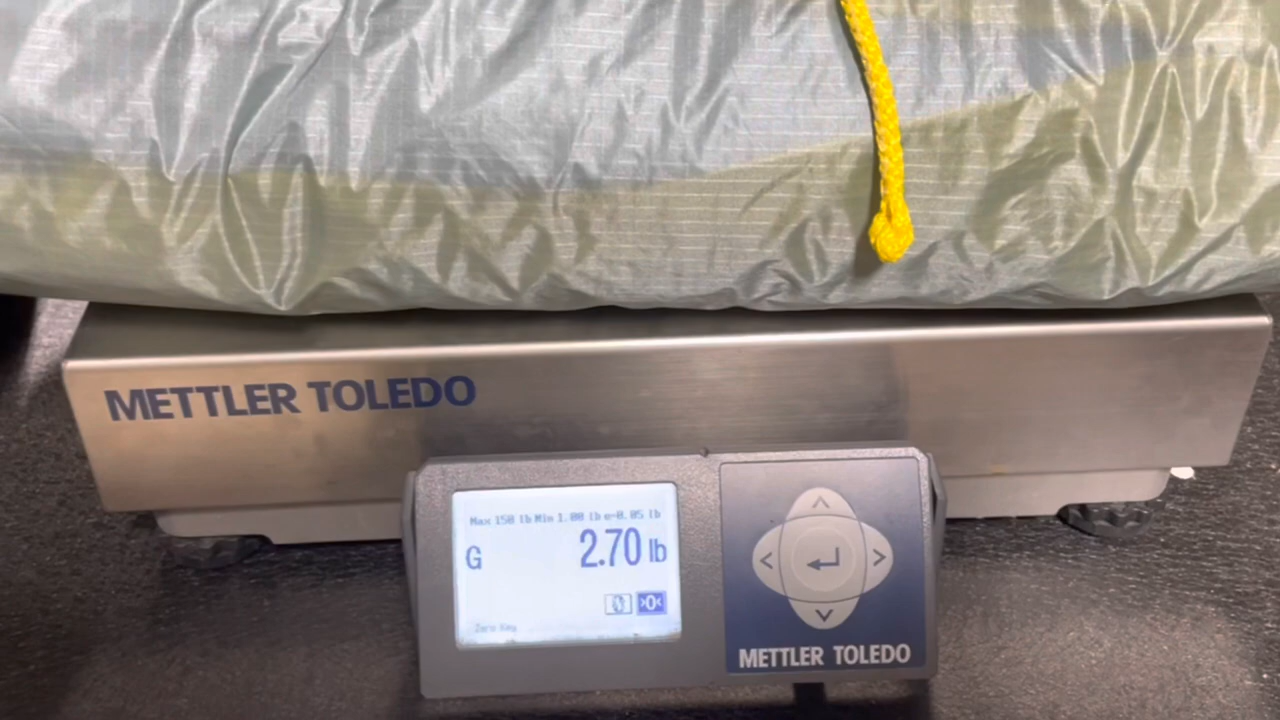 METTLER TOLEDO
Max 150 lb Min 1.00 lb e=0.05 lb
G 2.70 lb
>0<
Zero Key
METTLER TOLEDO